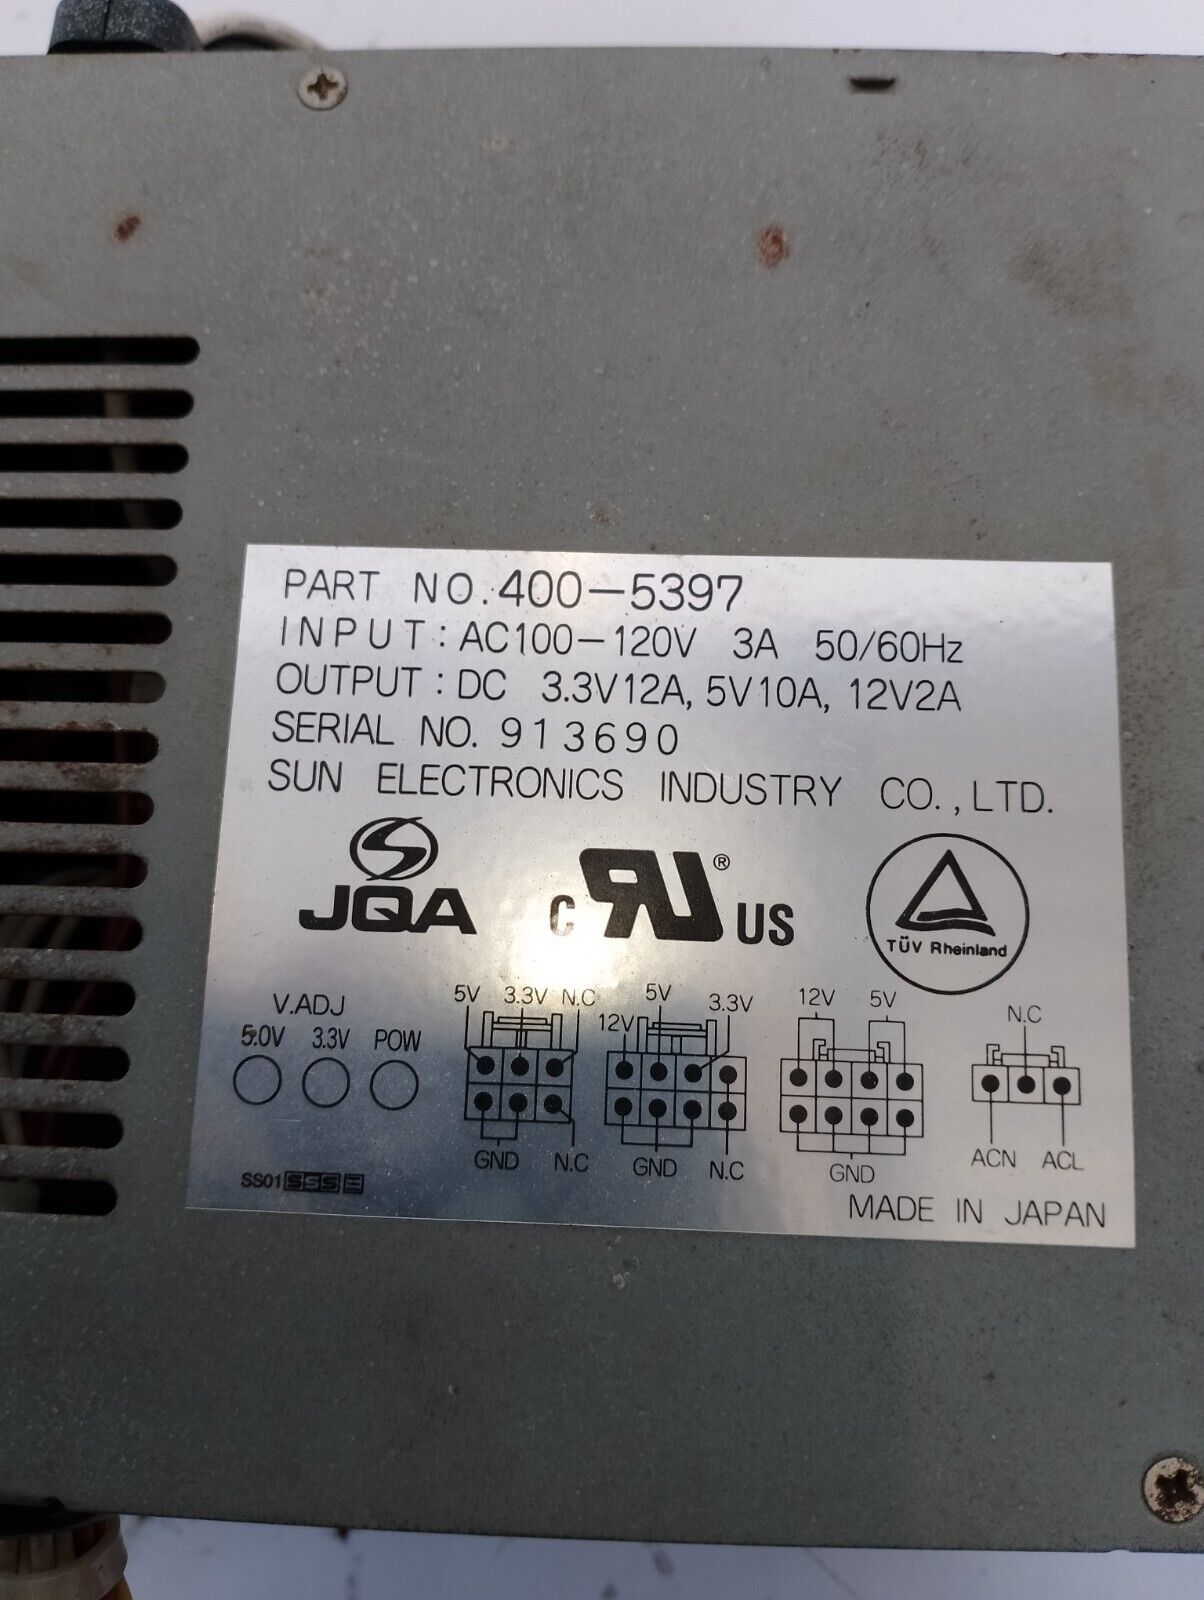 PART NO. 400-5397
INPUT : AC100-120V 3A 50/60Hz
OUTPUT : DC 3.3V12A, 5V10A, 12V2A
SERIAL NO. 913690
SUN ELECTRONICS INDUSTRY CO., LTD.
JQA
C RU ® US
TÜV Rheinland
V.ADJ
5.0V 3.3V POW
5V 3.3V N.C
GND N.C
12V 5V 3.3V
GND N.C
12V 5V
GND
N.C
ACN ACL
SS01
MADE IN JAPAN